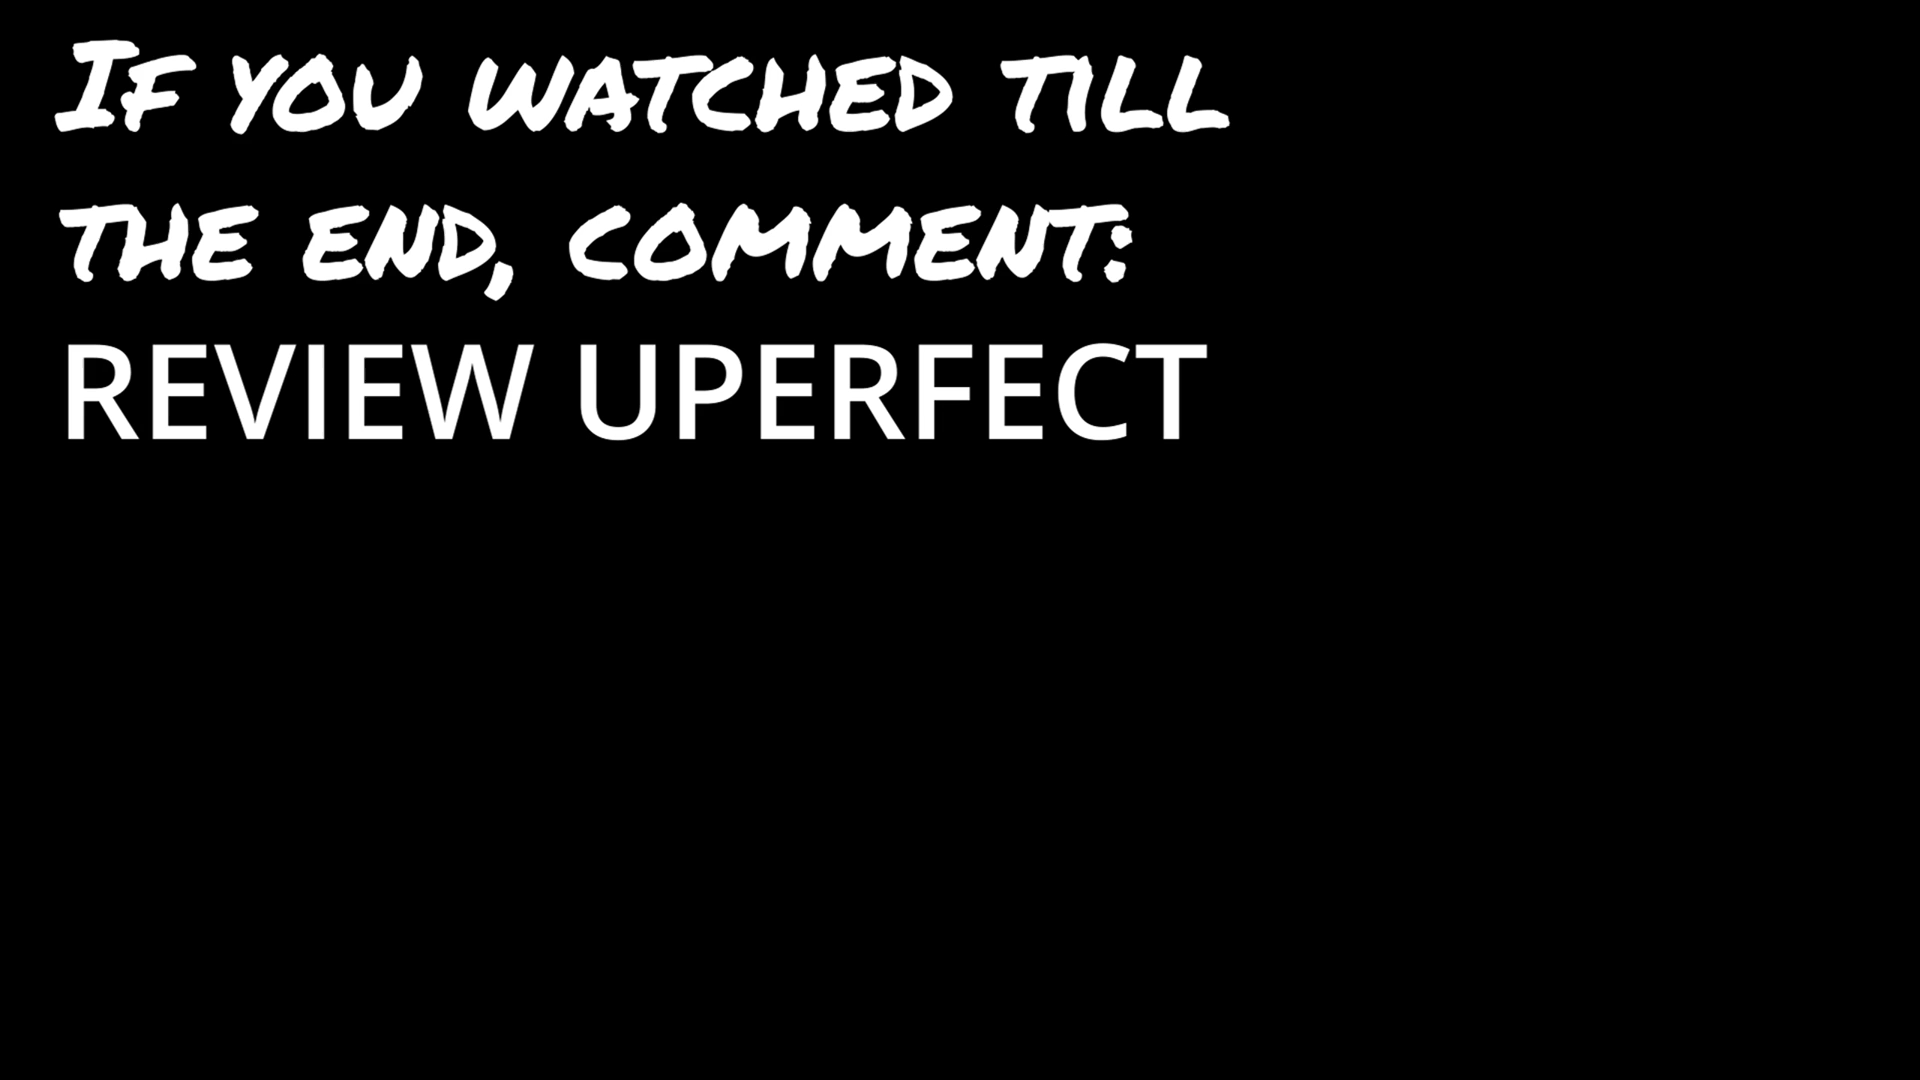 If you watched till
the end, comment:
REVIEW UPERFECT